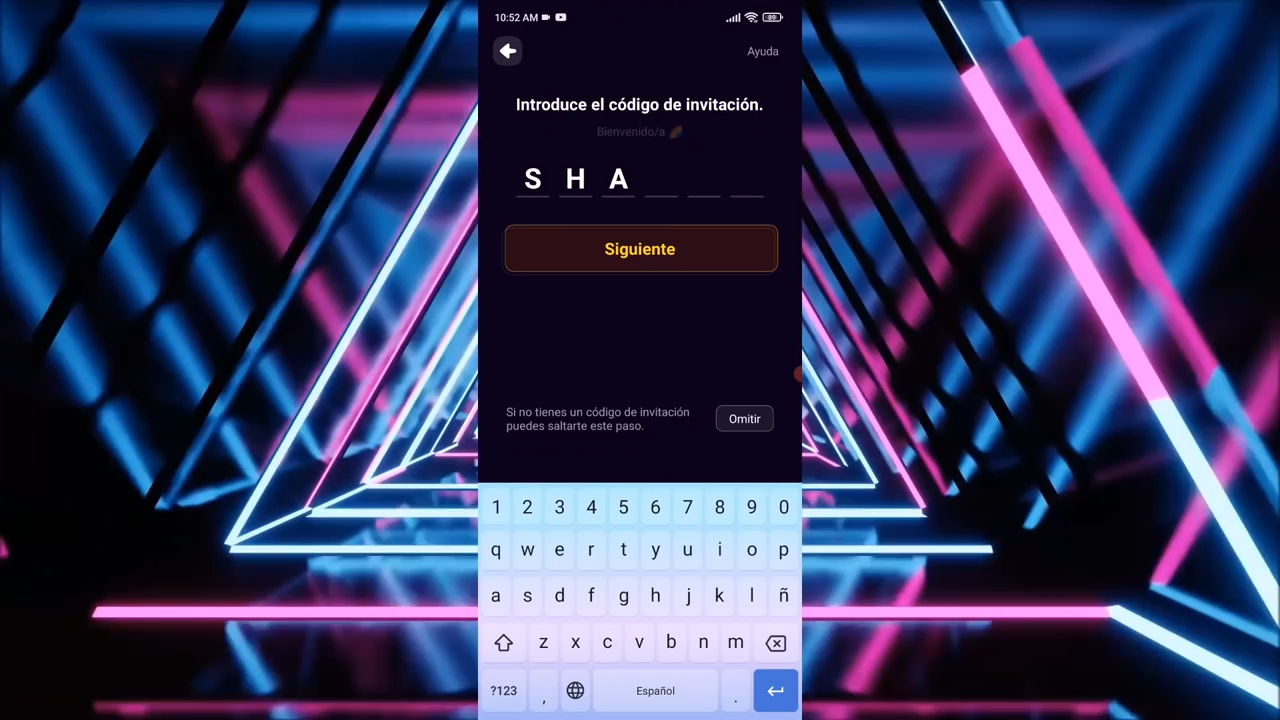 10:52 AM
89
Ayuda
Introduce el código de invitación.
Bienvenido/a 🌈
S H A
Siguiente
Si no tienes un código de invitación
puedes saltarte este paso.
Omitir
1 2 3 4 5 6 7 8 9 0
q w e r t y u i o p
a s d f g h j k l ñ
z x c v b n m
?123 , Español .